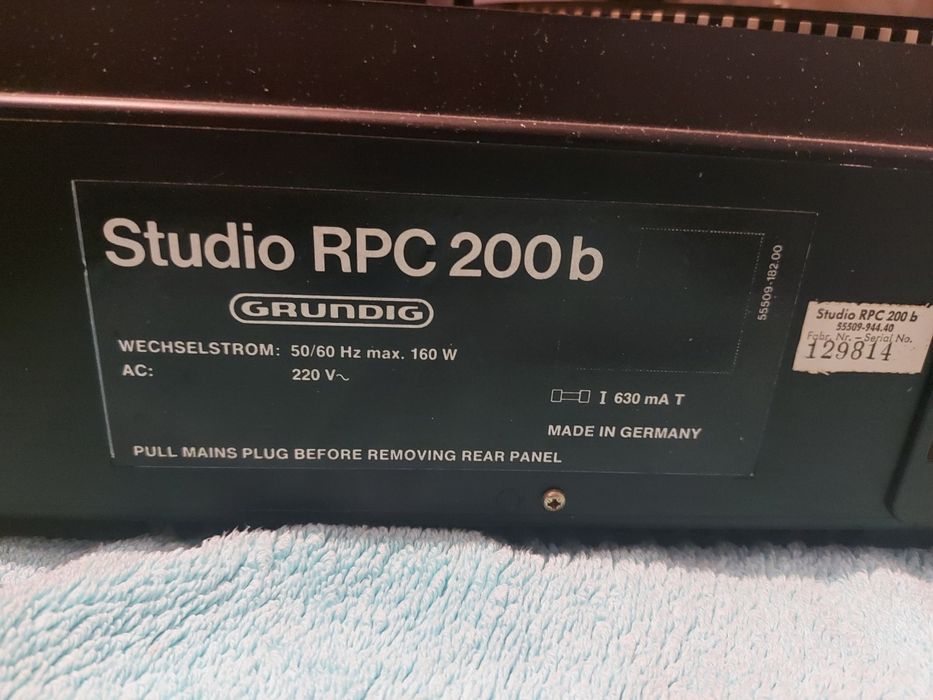 Studio RPC 200 b
GRUNDIG
WECHSELSTROM: 50/60 Hz max. 160 W
AC: 220 V~
I 630 mA T
MADE IN GERMANY
PULL MAINS PLUG BEFORE REMOVING REAR PANEL
55509-182.00
Studio RPC 200 b
55509-944.40
Fabr. Nr. – Serial No.
129814